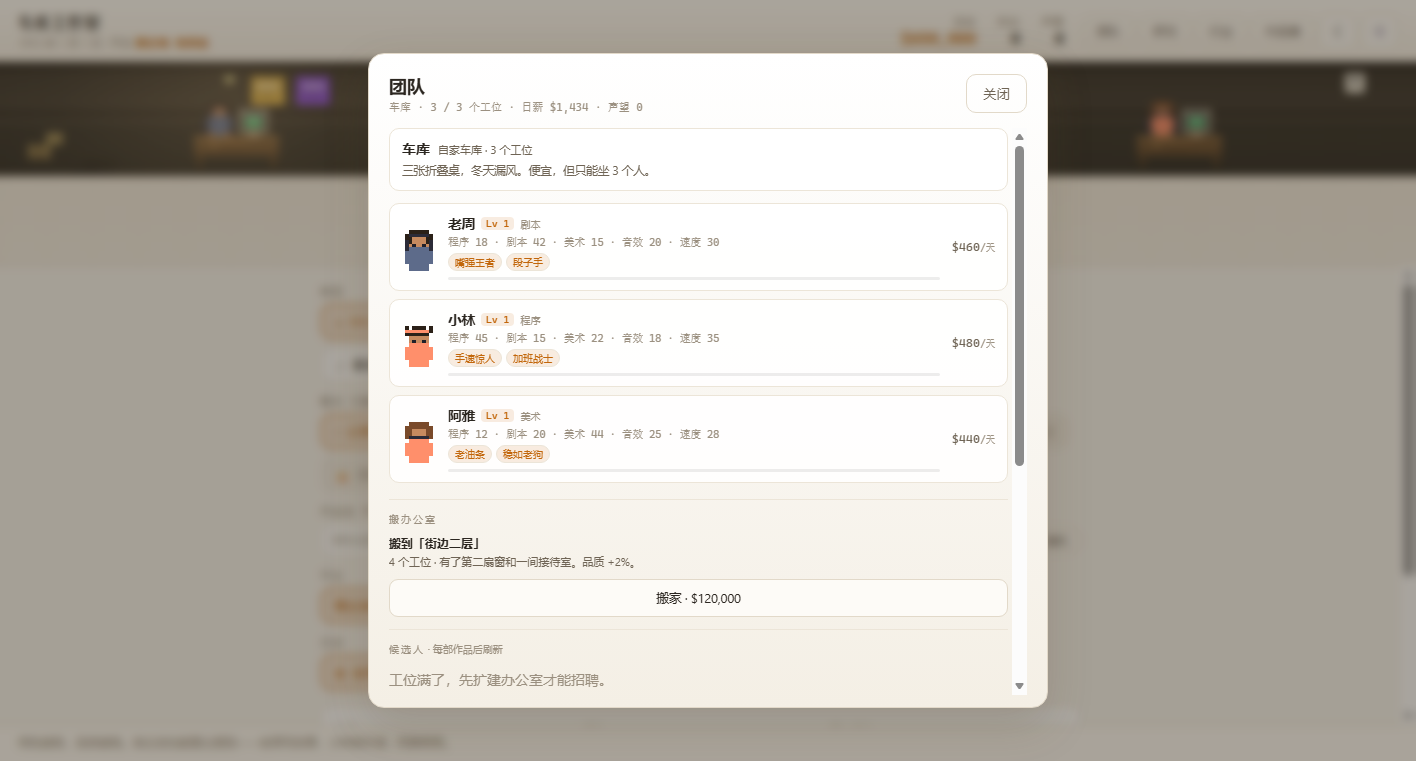 团队
关闭
车库 · 3 / 3 个工位 · 日薪 $1,434 · 声望 0
车库 自家车库 · 3 个工位
三张折叠桌，冬天漏风。便宜，但只能坐 3 个人。
老周 Lv 1 剧本
程序 18 · 剧本 42 · 美术 15 · 音效 20 · 速度 30
$460/天
嘴强王者 段子手
小林 Lv 1 程序
程序 45 · 剧本 15 · 美术 22 · 音效 18 · 速度 35
$480/天
手速惊人 加班战士
阿雅 Lv 1 美术
程序 12 · 剧本 20 · 美术 44 · 音效 25 · 速度 28
$440/天
老油条 稳如老狗
搬办公室
搬到「街边二层」
4 个工位 · 有了第二扇窗和一间接待室。品质 +2%。
搬家 · $120,000
候选人 · 每部作品后刷新
工位满了，先扩建办公室才能招聘。